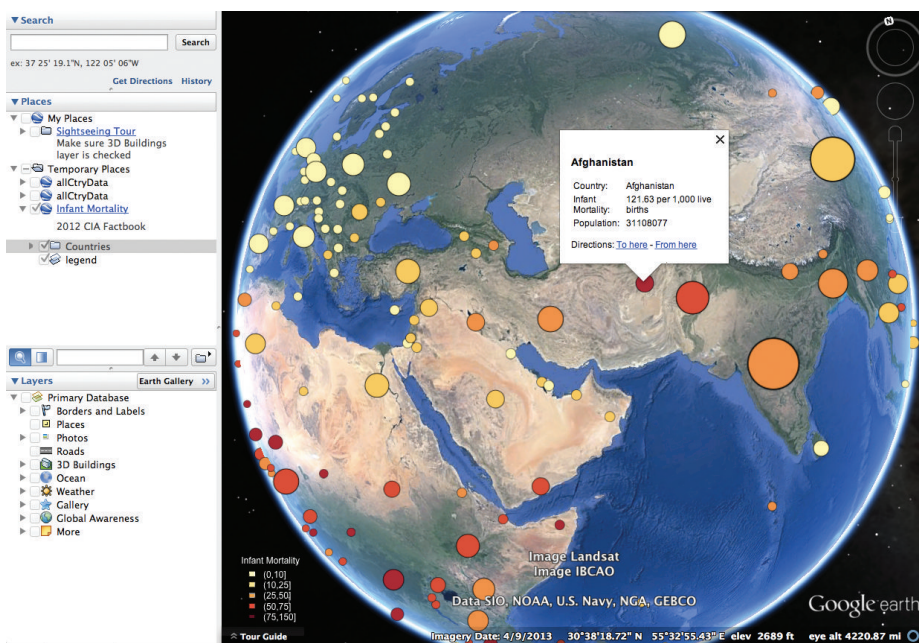 Search
Search
ex: 37 25' 19.1"N, 122 05' 06"W
Get Directions History
Places
My Places
Sightseeing Tour
Make sure 3D Buildings
layer is checked
Temporary Places
allCtryData
allCtryData
Infant Mortality
2012 CIA Factbook
Countries
legend
Layers
Earth Gallery >>
Primary Database
Borders and Labels
Places
Photos
Roads
3D Buildings
Ocean
Weather
Gallery
Global Awareness
More
N
Afghanistan
Country: Afghanistan
Infant 121.63 per 1,000 live
Mortality: births
Population: 31108077
Directions: To here - From here
Infant Mortality
(0,10]
(10,25]
(25,50]
(50,75]
(75,150]
Image Landsat
Image IBCAO
Data SIO, NOAA, U.S. Navy, NGA, GEBCO
Google earth
Tour Guide
Imagery Date: 4/9/2013 30°38'18.72" N 55°32'55.43" E elev 2689 ft eye alt 4220.87 mi